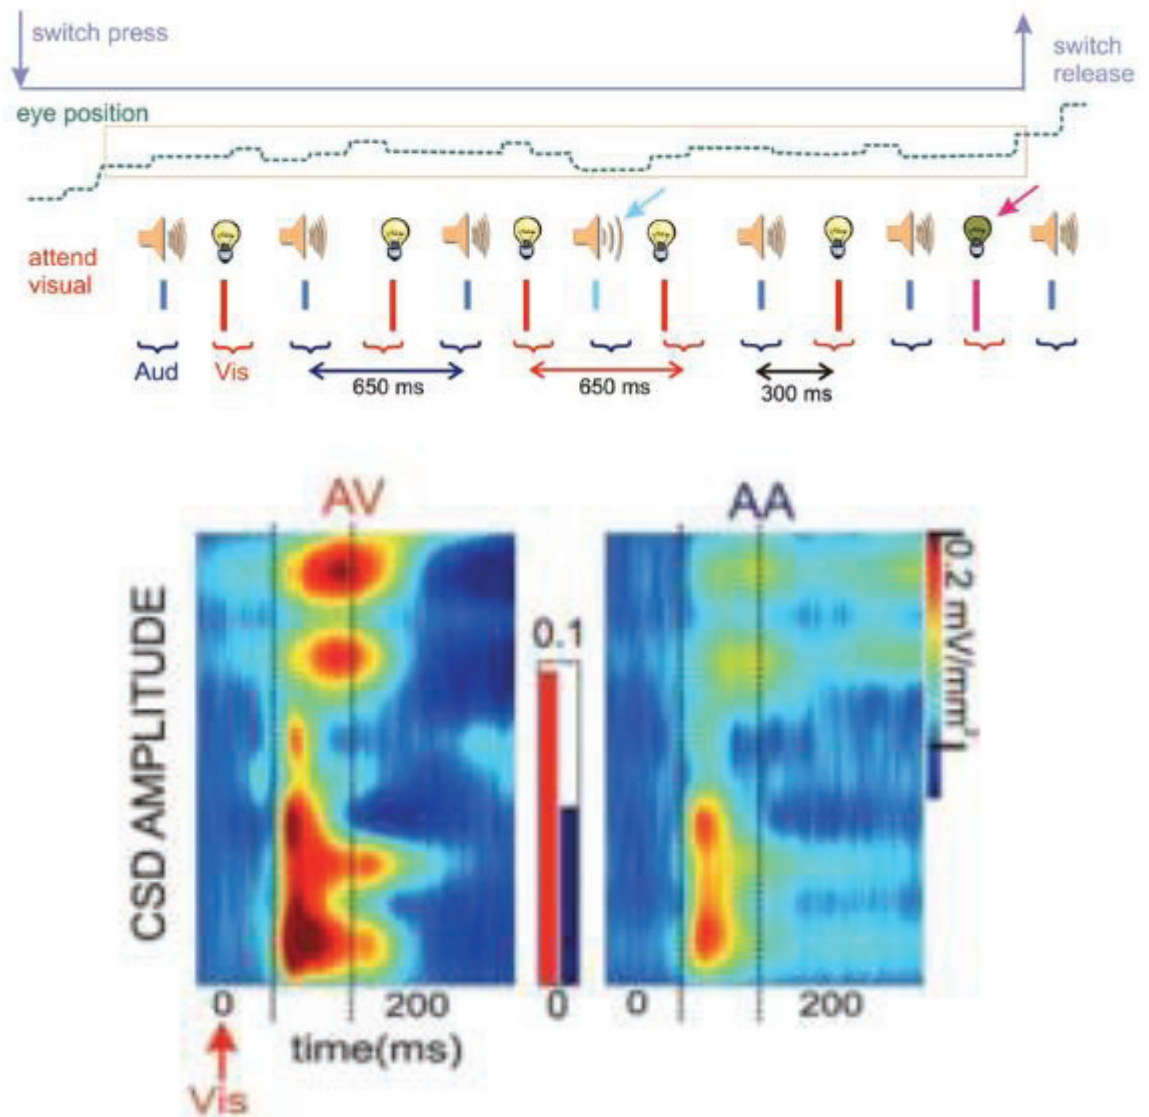 switch press
switch
release
eye position
attend
visual
Aud
Vis
650 ms
650 ms
300 ms
AV
AA
CSD AMPLITUDE
0.1
0
0.2 mV/mm²
0
200
0
200
time(ms)
Vis